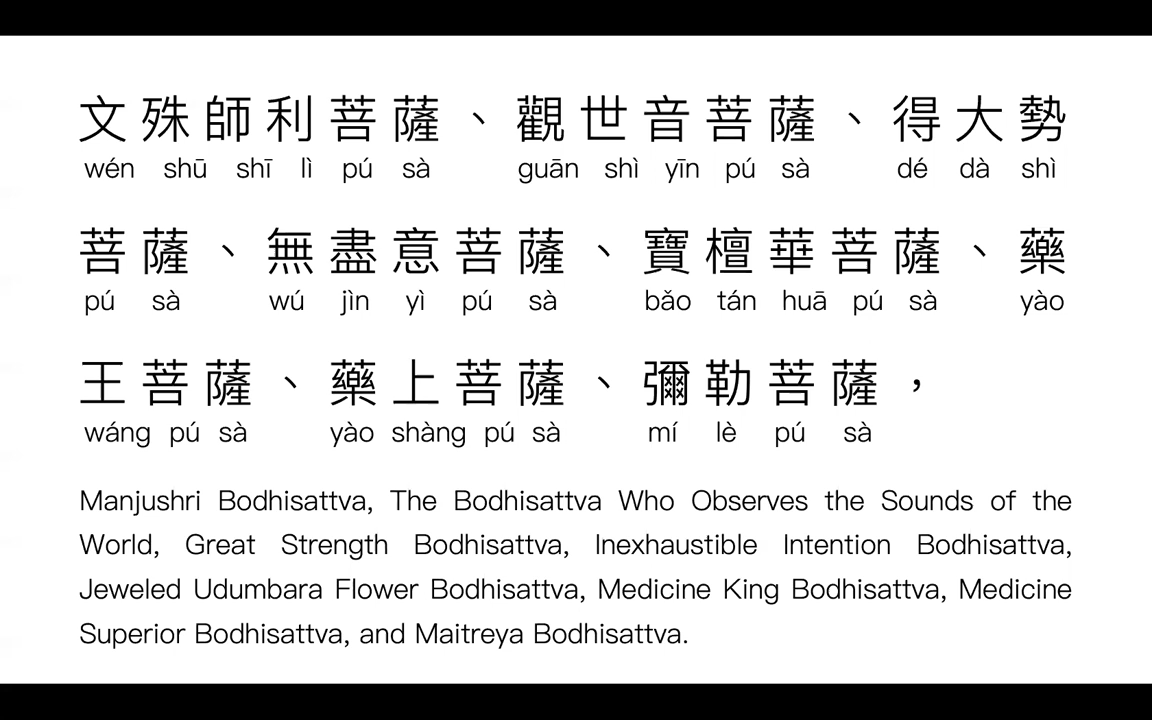 文殊師利菩薩、觀世音菩薩、得大勢
wén shū shī lì pú sà guān shì yīn pú sà dé dà shì
菩薩、無盡意菩薩、寶檀華菩薩、藥
pú sà wú jìn yì pú sà bǎo tán huā pú sà yào
王菩薩、藥上菩薩、彌勒菩薩，
wáng pú sà yào shàng pú sà mí lè pú sà
Manjushri Bodhisattva, The Bodhisattva Who Observes the Sounds of the
World, Great Strength Bodhisattva, Inexhaustible Intention Bodhisattva,
Jeweled Udumbara Flower Bodhisattva, Medicine King Bodhisattva, Medicine
Superior Bodhisattva, and Maitreya Bodhisattva.